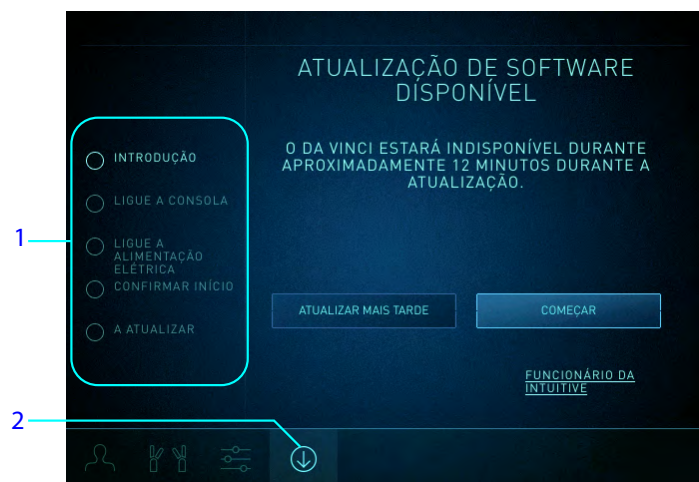 ATUALIZAÇÃO DE SOFTWARE
DISPONÍVEL
O DA VINCI ESTARÁ INDISPONÍVEL DURANTE
APROXIMADAMENTE 12 MINUTOS DURANTE A
ATUALIZAÇÃO.
INTRODUÇÃO
LIGUE A CONSOLA
LIGUE A
ALIMENTAÇÃO
ELÉTRICA
CONFIRMAR INÍCIO
A ATUALIZAR
1
ATUALIZAR MAIS TARDE
COMEÇAR
FUNCIONÁRIO DA
INTUITIVE
2